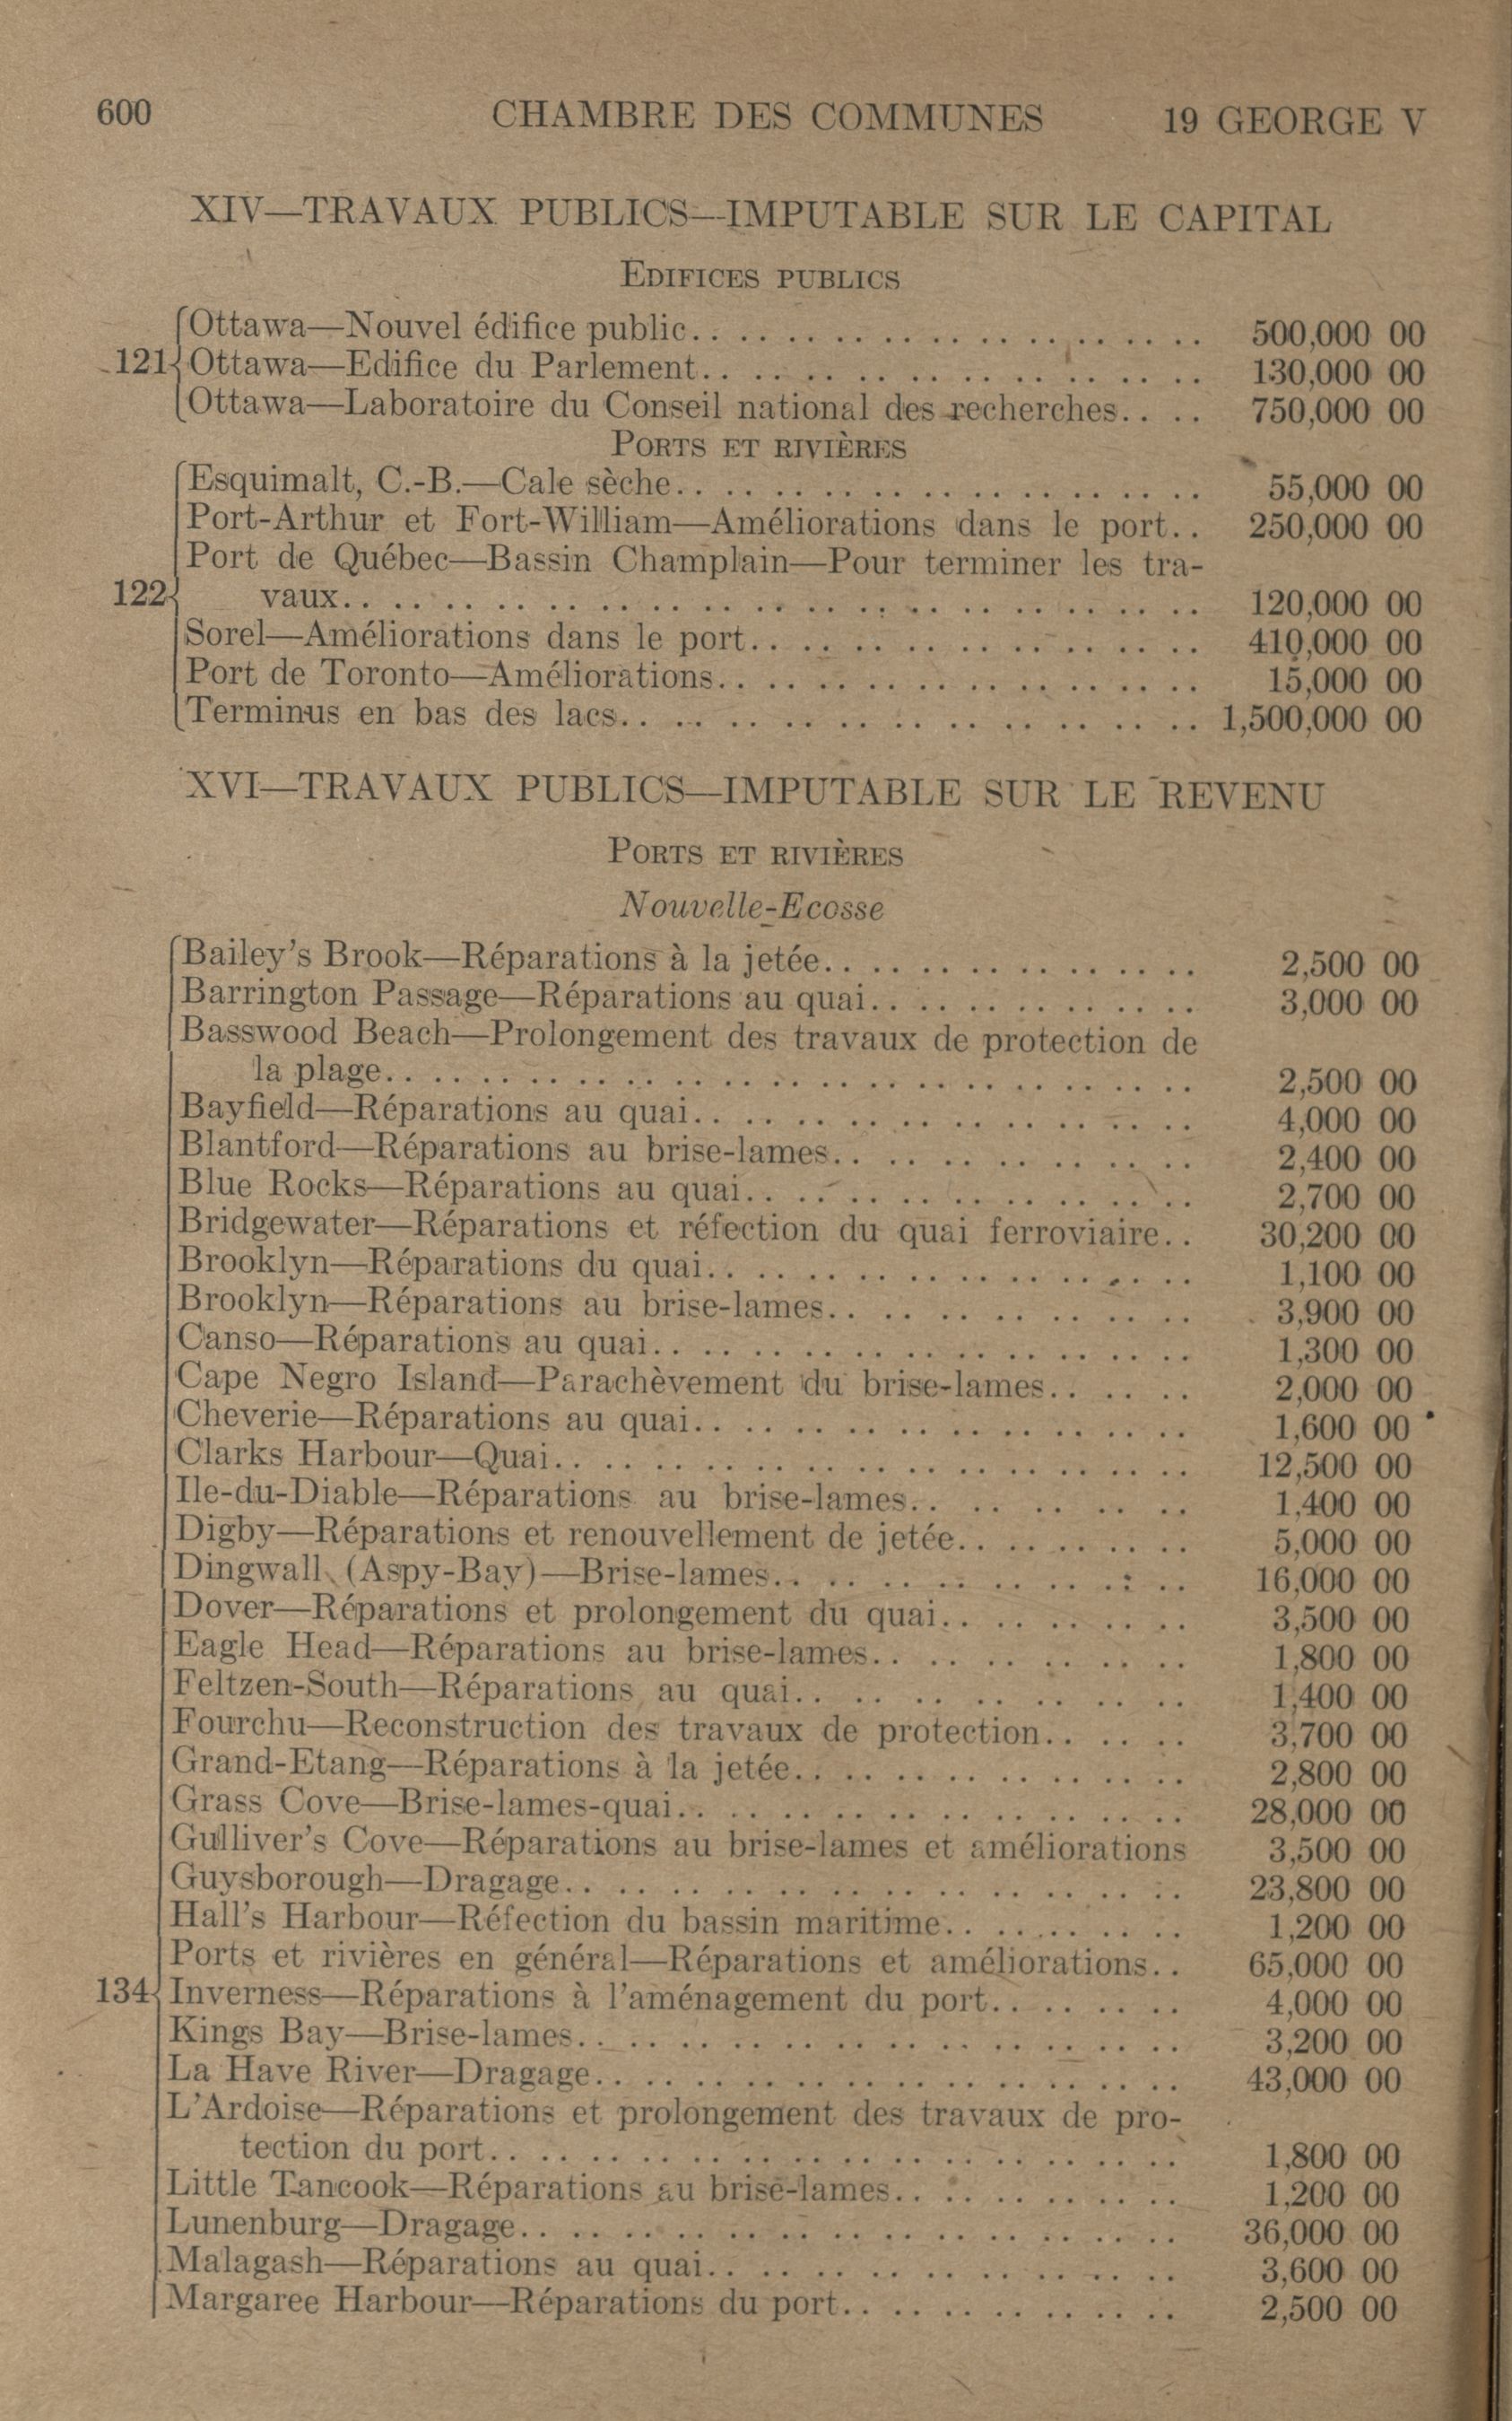 600 CHAMBRE DES COMMUNES 19 GEORGE V
XIV—TRAVAUX PUBLICS—IMPUTABLE SUR LE CAPITAL
EDIFICES PUBLICS
Ottawa—Nouvel édifice public.. .. .. .. .. .. .. .. .. .. 500,000 00
121 Ottawa—Edifice du Parlement.. .. .. .. .. .. .. .. .. .. 130,000 00
Ottawa—Laboratoire du Conseil national des recherches.. .. 750,000 00
PORTS ET RIVIÈRES
Esquimalt, C.-B.—Cale sèche.. .. .. .. .. .. .. .. .. .. .. 55,000 00
Port-Arthur et Fort-William—Améliorations dans le port.. 250,000 00
Port de Québec—Bassin Champlain—Pour terminer les tra-
122 vaux.. .. .. .. .. .. .. .. .. .. .. .. .. .. .. .. .. 120,000 00
Sorel—Améliorations dans le port.. .. .. .. .. .. .. .. .. 410,000 00
Port de Toronto—Améliorations.. .. .. .. .. .. .. .. .. .. 15,000 00
Terminus en bas des lacs.. .. .. .. .. .. .. .. .. .. .. 1,500,000 00
XVI—TRAVAUX PUBLICS—IMPUTABLE SUR LE REVENU
PORTS ET RIVIÈRES
Nouvelle-Ecosse
Bailey's Brook—Réparations à la jetée.. .. .. .. .. .. .. .. 2,500 00
Barrington Passage—Réparations au quai.. .. .. .. .. .. .. 3,000 00
Basswood Beach—Prolongement des travaux de protection de
la plage.. .. .. .. .. .. .. .. .. .. .. .. .. .. .. .. .. 2,500 00
Bayfield—Réparations au quai.. .. .. .. .. .. .. .. .. .. 4,000 00
Blantford—Réparations au brise-lames.. .. .. .. .. .. .. 2,400 00
Blue Rocks—Réparations au quai.. .. .. .. .. .. .. .. .. 2,700 00
Bridgewater—Réparations et réfection du quai ferroviaire.. 30,200 00
Brooklyn—Réparations du quai.. .. .. .. .. .. .. .. .. .. 1,100 00
Brooklyn—Réparations au brise-lames.. .. .. .. .. .. .. 3,900 00
Canso—Réparations au quai.. .. .. .. .. .. .. .. .. .. .. 1,300 00
Cape Negro Island—Parachèvement du brise-lames.. .. .. 2,000 00
Cheverie—Réparations au quai.. .. .. .. .. .. .. .. .. .. 1,600 00
Clarks Harbour—Quai.. .. .. .. .. .. .. .. .. .. .. .. .. 12,500 00
Ile-du-Diable—Réparations au brise-lames.. .. .. .. .. .. 1,400 00
Digby—Réparations et renouvellement de jetée.. .. .. .. .. 5,000 00
Dingwall (Aspy-Bay)—Brise-lames.. .. .. .. .. .. .. .. 16,000 00
Dover—Réparations et prolongement du quai.. .. .. .. .. 3,500 00
Eagle Head—Réparations au brise-lames.. .. .. .. .. .. 1,800 00
Feltzen-South—Réparations au quai.. .. .. .. .. .. .. .. 1,400 00
Fourchu—Reconstruction des travaux de protection.. .. .. 3,700 00
Grand-Etang—Réparations à la jetée.. .. .. .. .. .. .. .. 2,800 00
Grass Cove—Brise-lames-quai.. .. .. .. .. .. .. .. .. .. 28,000 00
Gulliver's Cove—Réparations au brise-lames et améliorations 3,500 00
Guysborough—Dragage.. .. .. .. .. .. .. .. .. .. .. .. 23,800 00
Hall's Harbour—Réfection du bassin maritime.. .. .. .. .. 1,200 00
Ports et rivières en général—Réparations et améliorations.. 65,000 00
134 Inverness—Réparations à l'aménagement du port.. .. .. .. 4,000 00
Kings Bay—Brise-lames.. .. .. .. .. .. .. .. .. .. .. .. 3,200 00
La Have River—Dragage.. .. .. .. .. .. .. .. .. .. .. .. 43,000 00
L'Ardoise—Réparations et prolongement des travaux de pro-
tection du port.. .. .. .. .. .. .. .. .. .. .. .. .. .. 1,800 00
Little Tancook—Réparations au brise-lames.. .. .. .. .. .. 1,200 00
Lunenburg—Dragage.. .. .. .. .. .. .. .. .. .. .. .. .. 36,000 00
Malagash—Réparations au quai.. .. .. .. .. .. .. .. .. 3,600 00
Margaree Harbour—Réparations du port.. .. .. .. .. .. .. 2,500 00